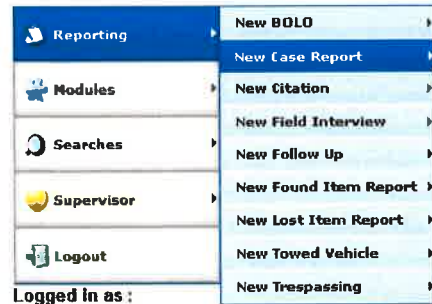 Reporting
Modules
Searches
Supervisor
Logout
Logged in as :
New BOLO
New Case Report
New Citation
New Field Interview
New Follow Up
New Found Item Report
New Lost Item Report
New Towed Vehicle
New Trespassing